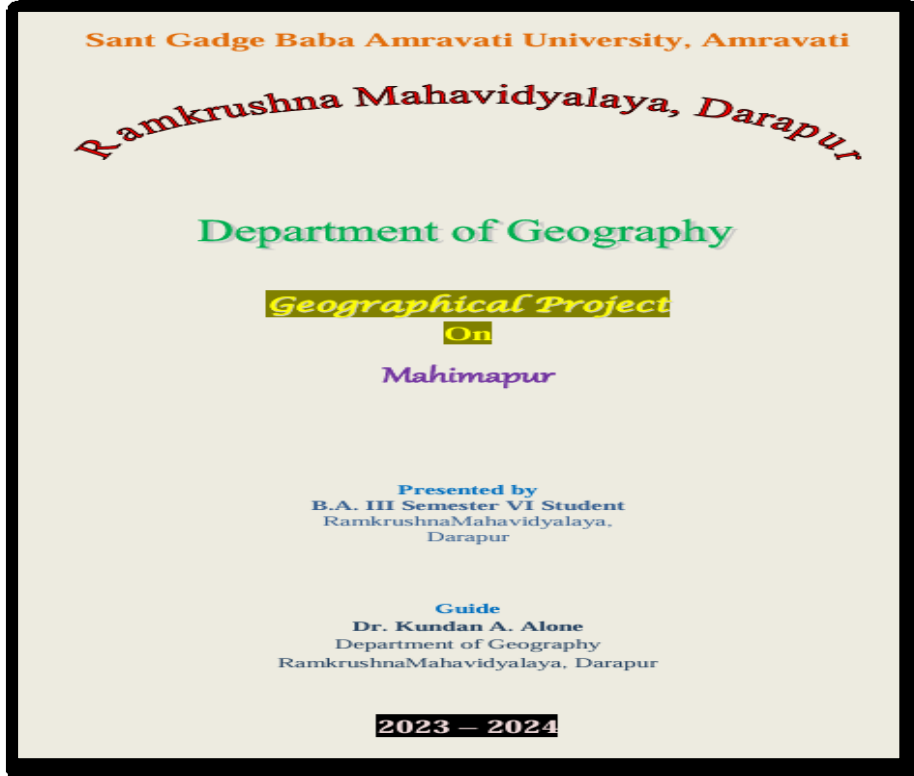 Sant Gadge Baba Amravati University, Amravati
Ramkrushna Mahavidyalaya, Darapur
Department of Geography
Geographical Project
On
Mahimapur
Presented by
B.A. III Semester VI Student
RamkrushnaMahavidyalaya,
Darapur
Guide
Dr. Kundan A. Alone
Department of Geography
RamkrushnaMahavidyalaya, Darapur
2023 – 2024